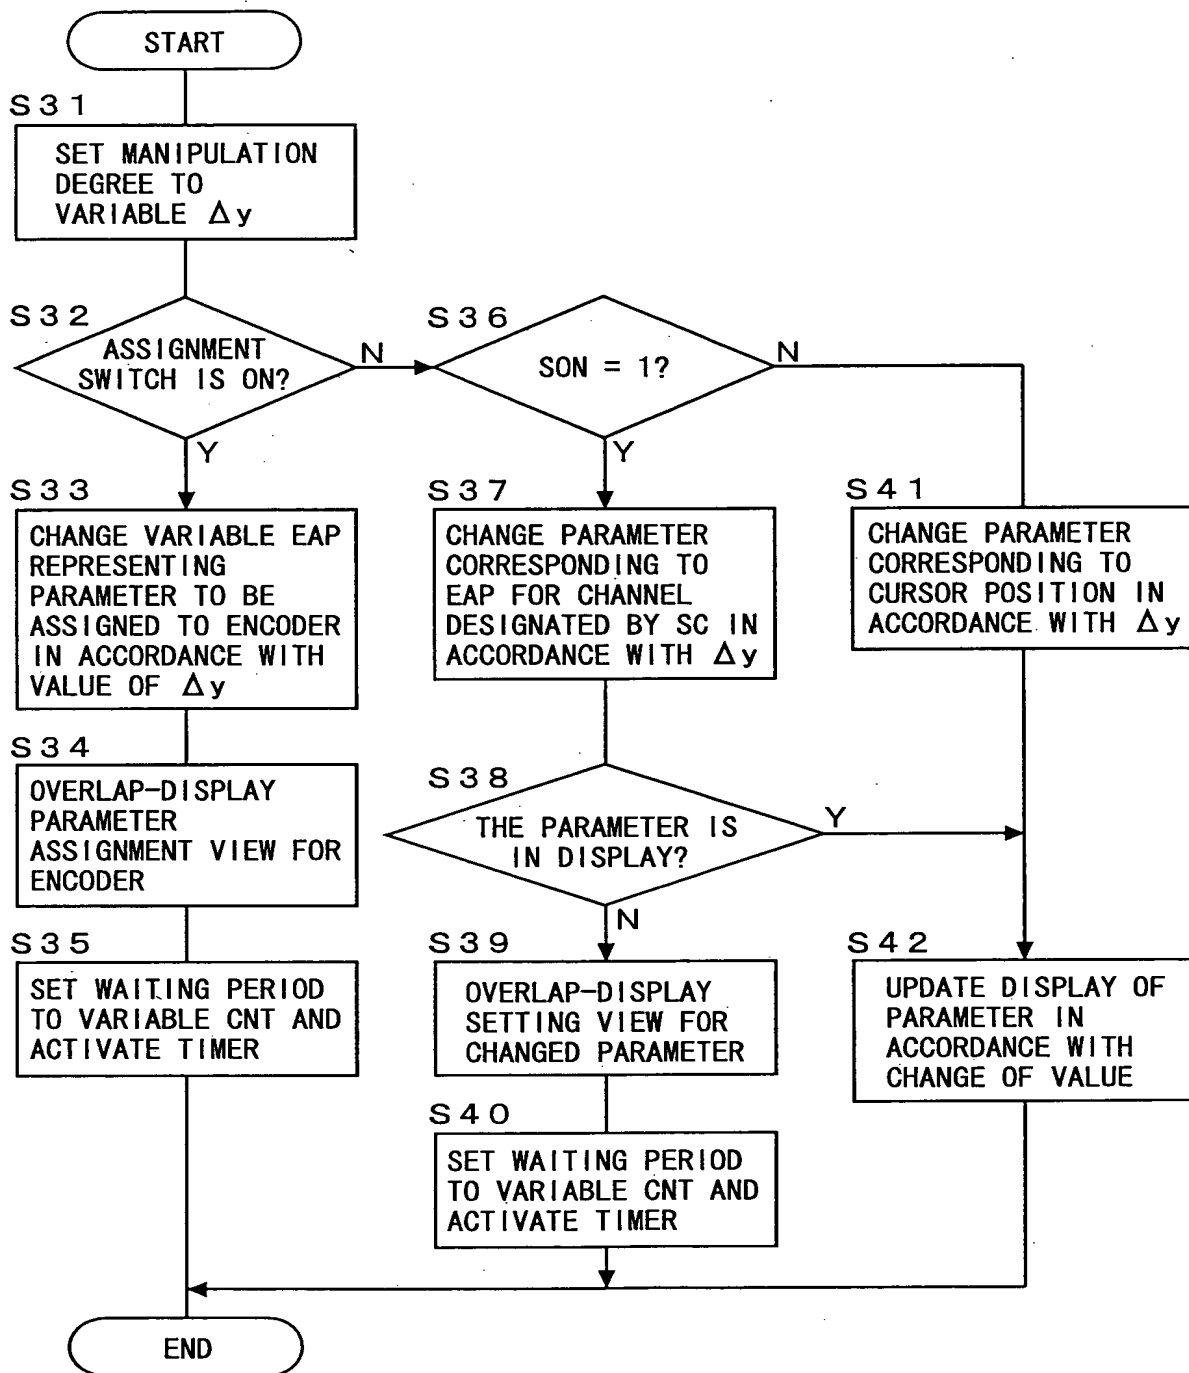 START
S31
SET MANIPULATION
DEGREE TO
VARIABLE Δy
S32
ASSIGNMENT
SWITCH IS ON?
N
Y
S33
CHANGE VARIABLE EAP
REPRESENTING
PARAMETER TO BE
ASSIGNED TO ENCODER
IN ACCORDANCE WITH
VALUE OF Δy
S34
OVERLAP-DISPLAY
PARAMETER
ASSIGNMENT VIEW FOR
ENCODER
S35
SET WAITING PERIOD
TO VARIABLE CNT AND
ACTIVATE TIMER
S36
SON = 1?
N
Y
S37
CHANGE PARAMETER
CORRESPONDING TO
EAP FOR CHANNEL
DESIGNATED BY SC IN
ACCORDANCE WITH Δy
S38
THE PARAMETER IS
IN DISPLAY?
Y
N
S39
OVERLAP-DISPLAY
SETTING VIEW FOR
CHANGED PARAMETER
S40
SET WAITING PERIOD
TO VARIABLE CNT AND
ACTIVATE TIMER
S41
CHANGE PARAMETER
CORRESPONDING TO
CURSOR POSITION IN
ACCORDANCE WITH Δy
S42
UPDATE DISPLAY OF
PARAMETER IN
ACCORDANCE WITH
CHANGE OF VALUE
END